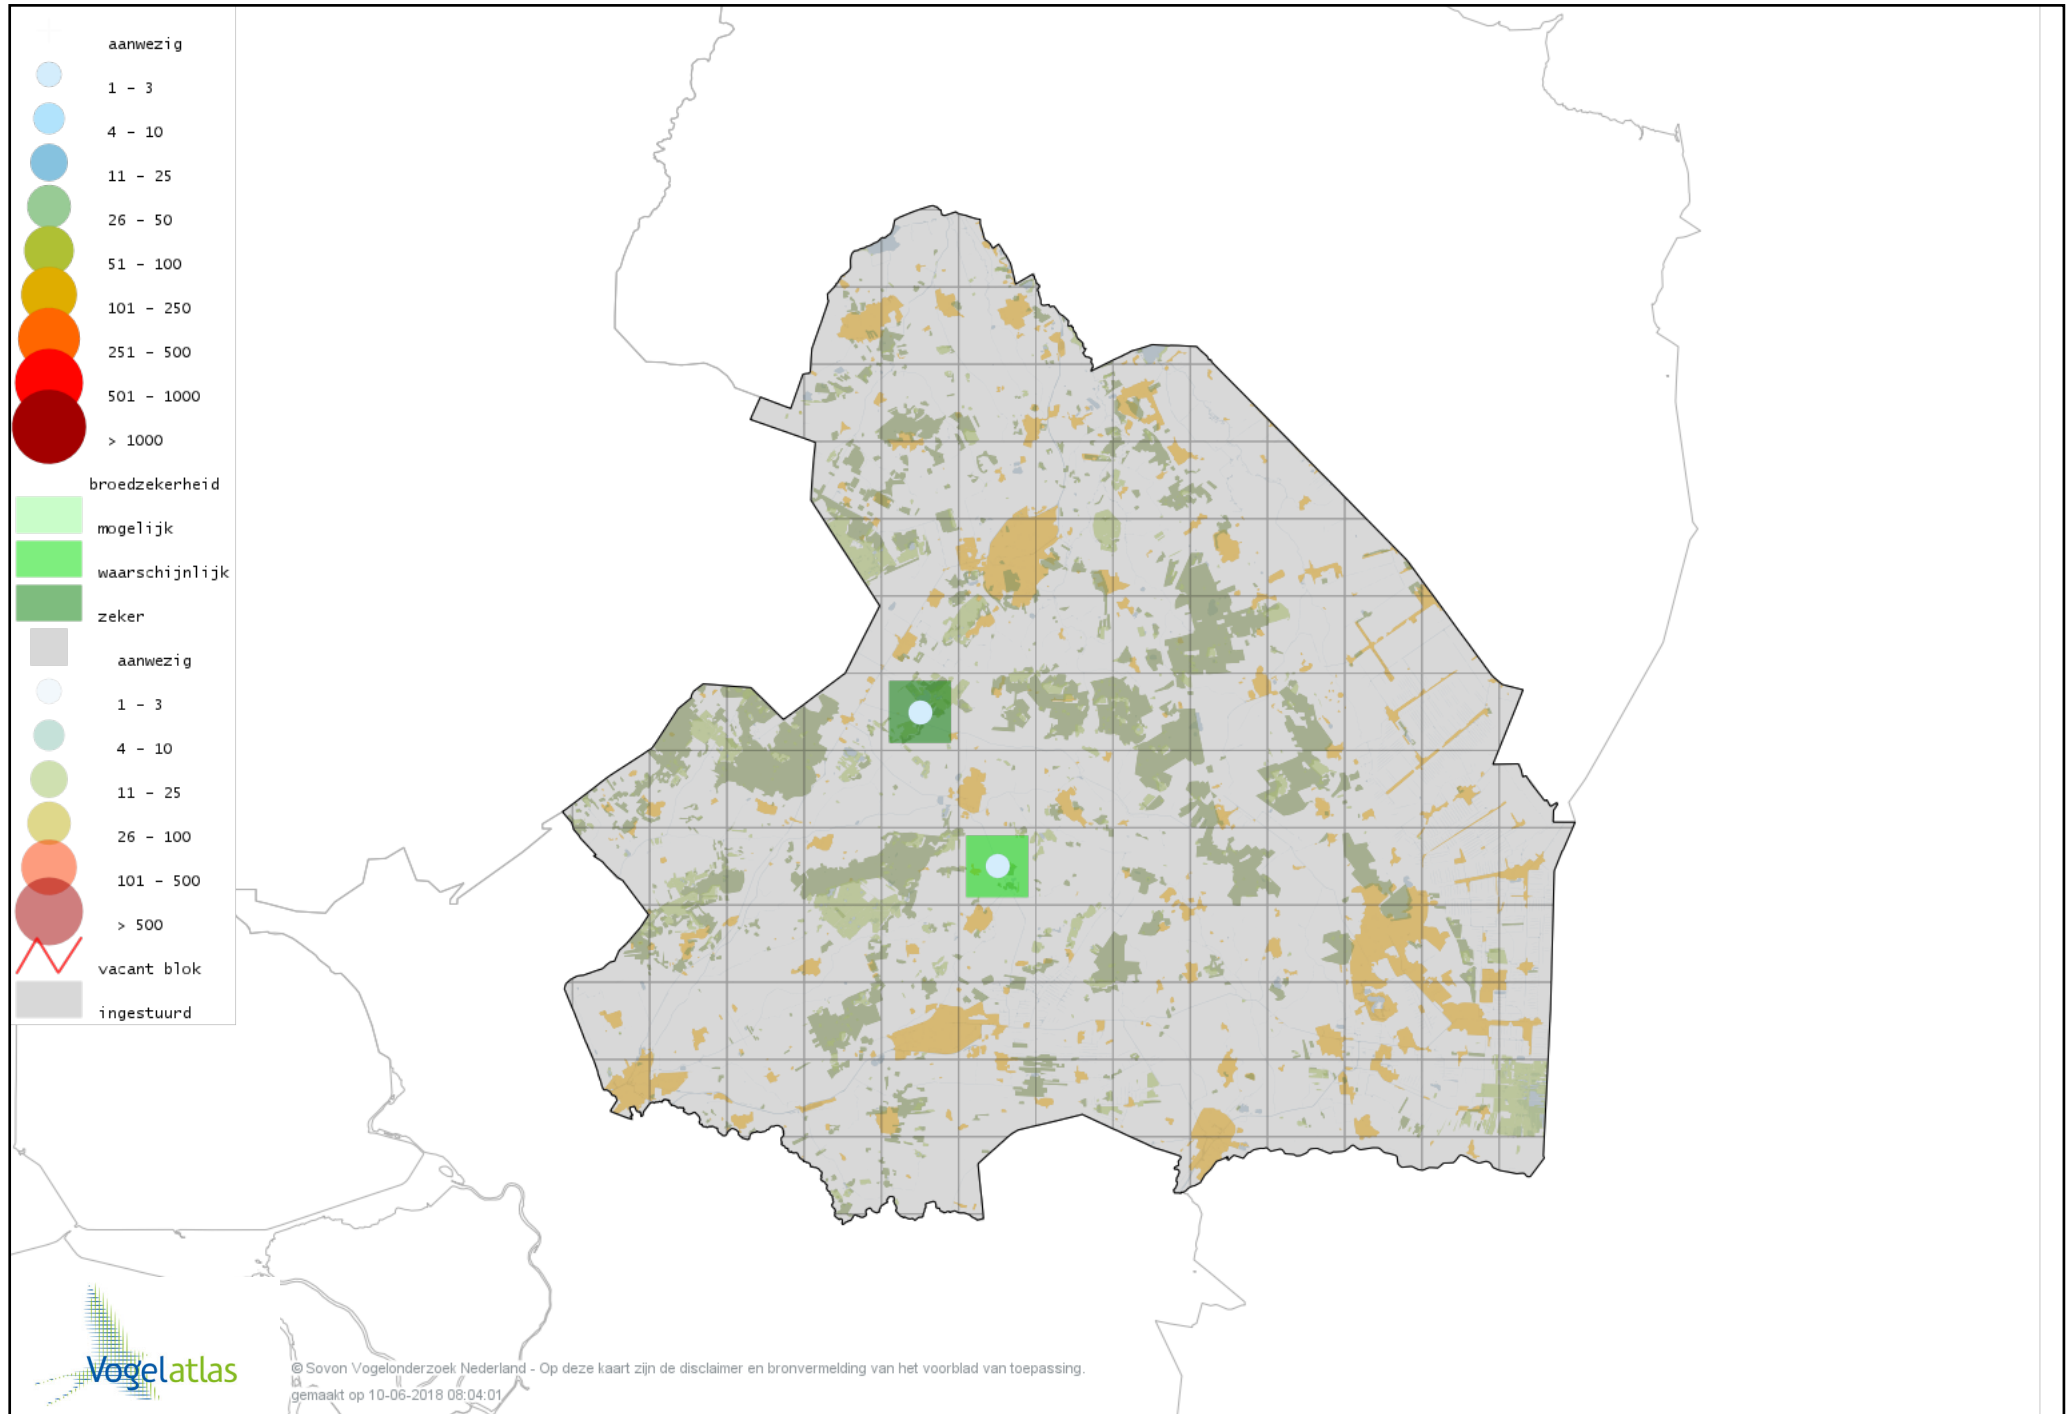 aanwezig
1 - 3
4 - 10
11 - 25
26 - 50
51 - 100
101 - 250
251 - 500
501 - 1000
> 1000
broedzekerheid
mogelijk
waarschijnlijk
zeker
aanwezig
1 - 3
4 - 10
11 - 25
26 - 100
101 - 500
> 500
vacant blok
ingestuurd
Vogelatlas
© Sovon Vogelonderzoek Nederland - Op deze kaart zijn de disclaimer en bronvermelding van het voorblad van toepassing.
gemaakt op 10-06-2018 08:04:01